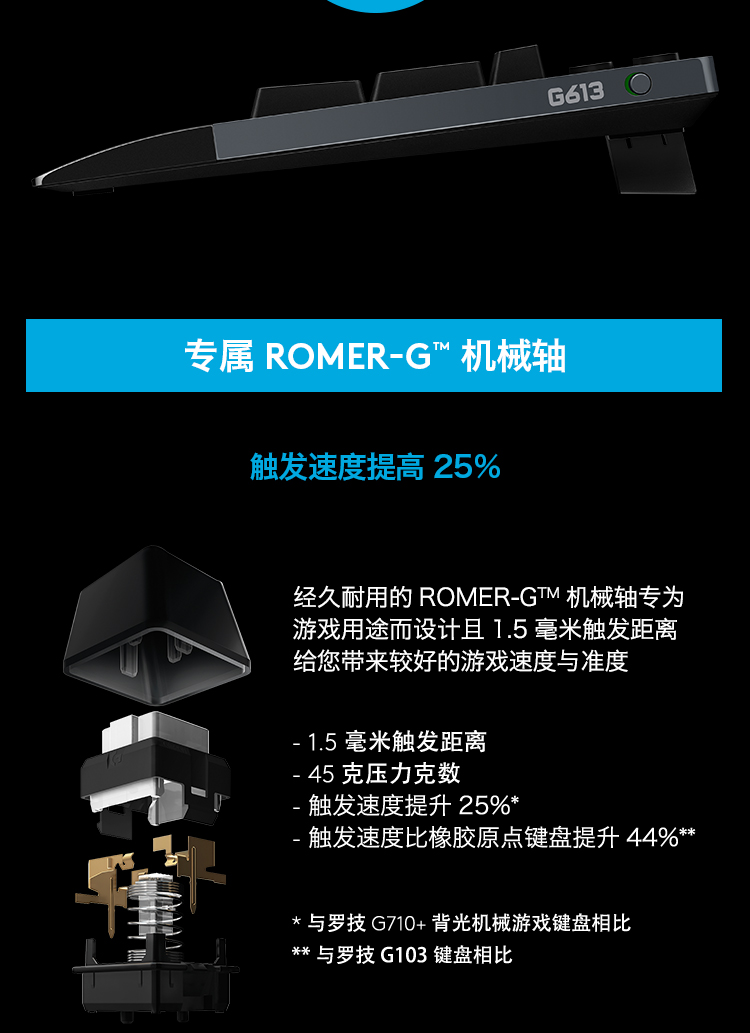 G613
专属 ROMER-G™ 机械轴
触发速度提高 25%
经久耐用的 ROMER-G™ 机械轴专为
游戏用途而设计且 1.5 毫米触发距离
给您带来较好的游戏速度与准度
- 1.5 毫米触发距离
- 45 克压力克数
- 触发速度提升 25%*
- 触发速度比橡胶原点键盘提升 44%**
* 与罗技 G710+ 背光机械游戏键盘相比
** 与罗技 G103 键盘相比